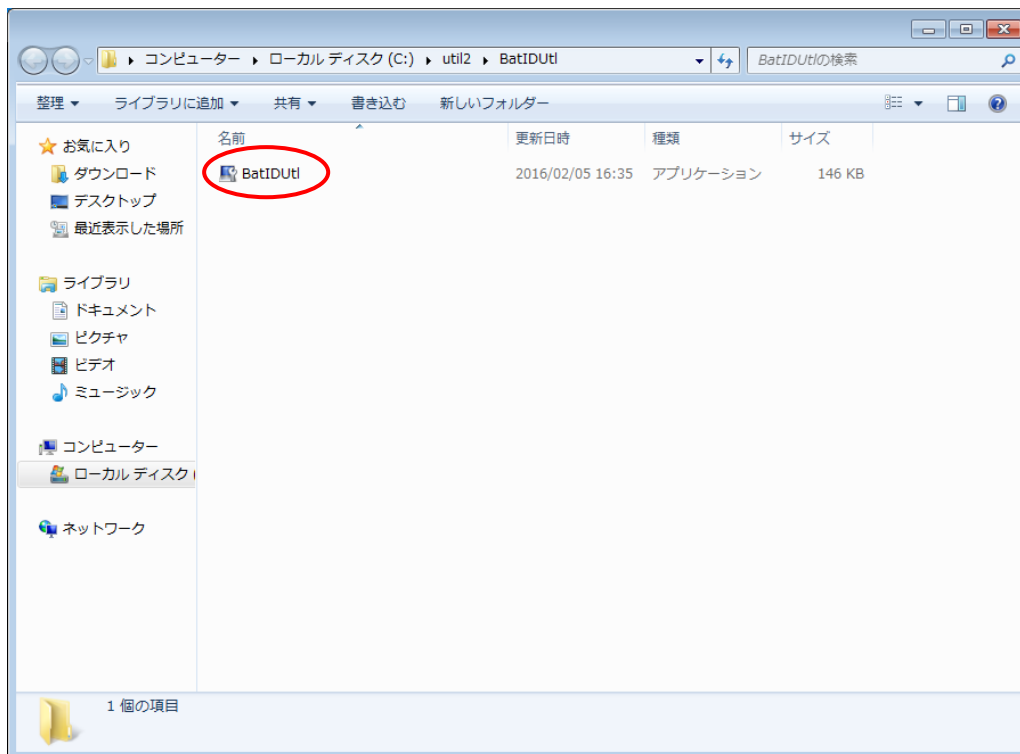 コンピューター ローカル ディスク (C:) util2 BatIDUtl BatIDUtlの検索
整理 ライブラリに追加 共有 書き込む 新しいフォルダー
お気に入り
ダウンロード
デスクトップ
最近表示した場所
ライブラリ
ドキュメント
ピクチャ
ビデオ
ミュージック
コンピューター
ローカル ディスク (
ネットワーク
名前 更新日時 種類 サイズ
BatIDUtl 2016/02/05 16:35 アプリケーション 146 KB
1 個の項目